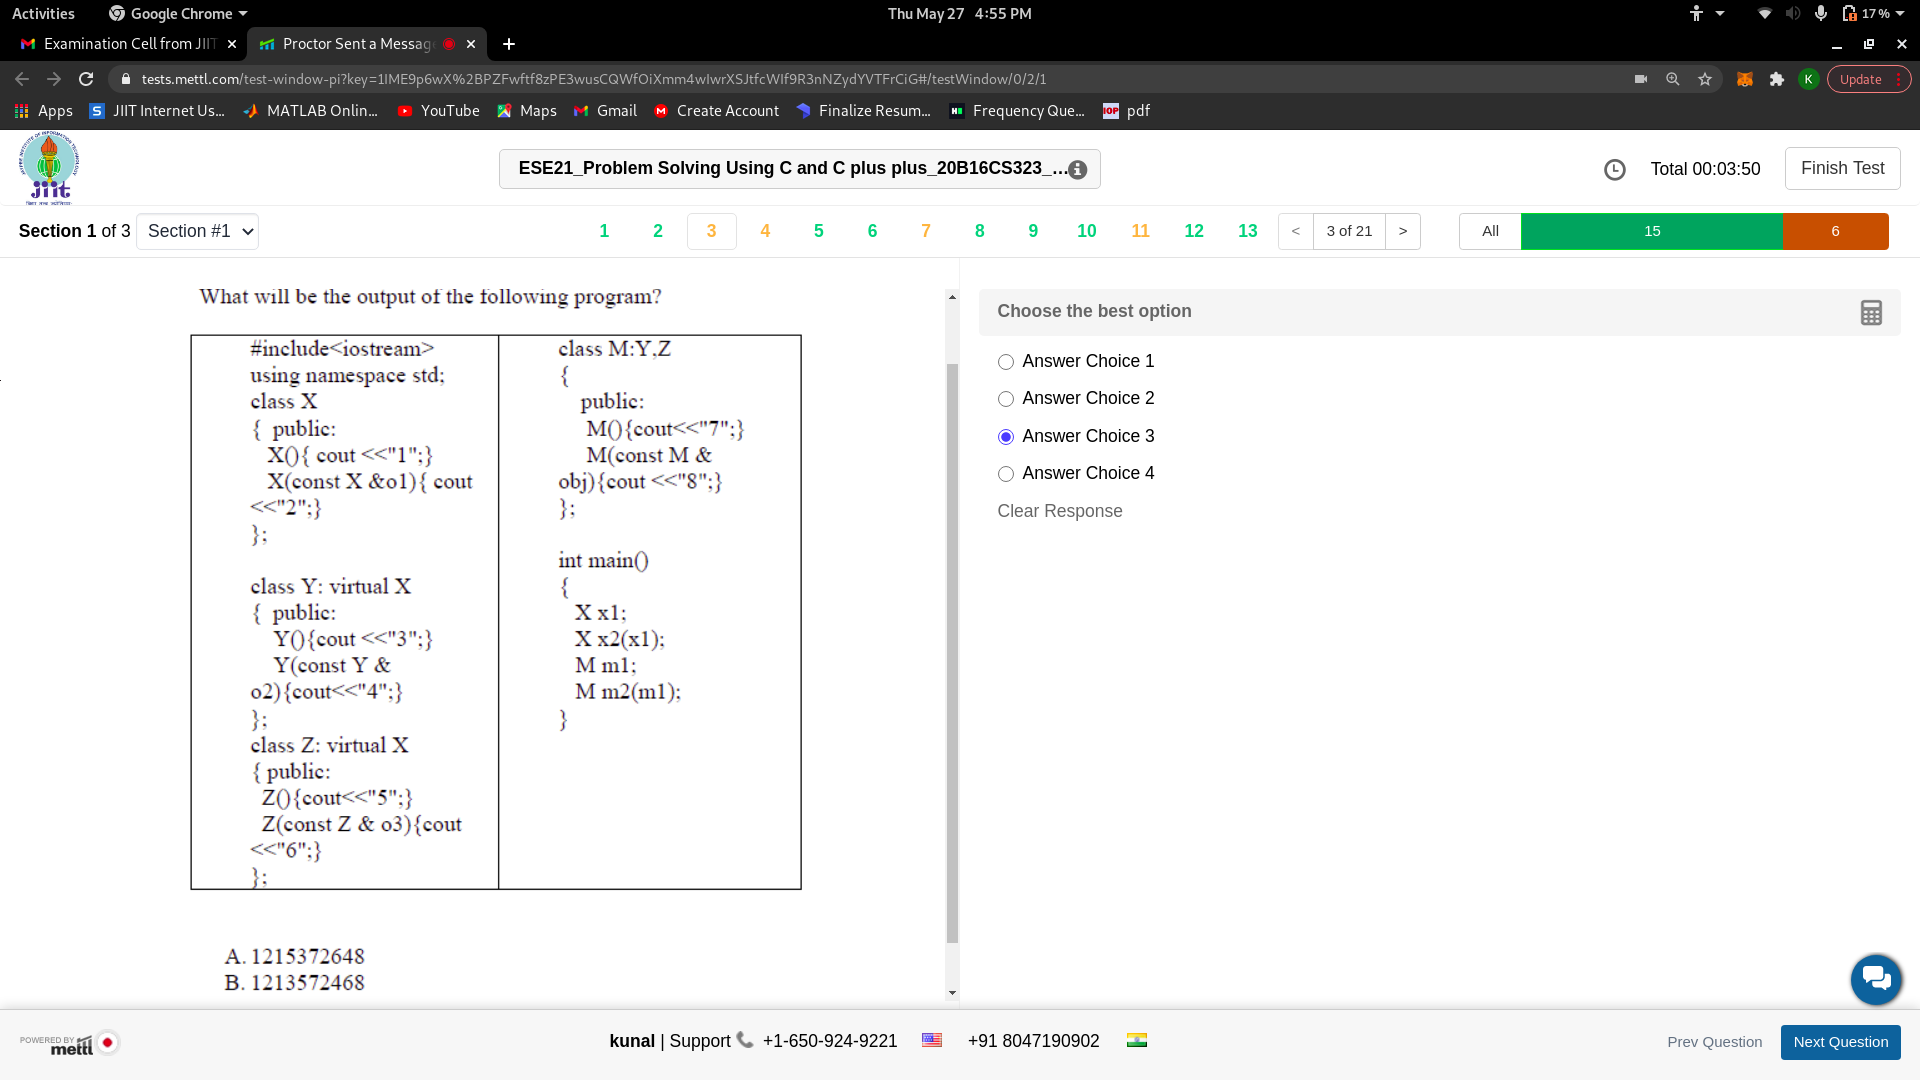 Activities
Google Chrome
Thu May 27 4:55 PM
17 %
Examination Cell from JIIT
Proctor Sent a Message
tests.mettl.com/test-window-pi?key=1IME9p6wX%2BPZFwftf8zPE3wusCQWfOiXmm4wIwrXSJtfcWIf9R3nNZydYVTFrCiG#/testWindow/0/2/1
K
Update
Apps
JIIT Internet Us...
MATLAB Onlin...
YouTube
Maps
Gmail
Create Account
Finalize Resum...
Frequency Que...
IOP
pdf
jiit
ESE21_Problem Solving Using C and C plus plus_20B16CS323_...
Total 00:03:50
Finish Test
Section 1 of 3
Section #1
1 2 3 4 5 6 7 8 9 10 11 12 13
< 3 of 21 >
All 15 6
What will be the output of the following program?
#include<iostream>
using namespace std;
class X
{ public:
X(){ cout <<"1";}
X(const X &o1){ cout
<<"2";}
};
class Y: virtual X
{ public:
Y(){cout <<"3";}
Y(const Y &
o2){cout<<"4";}
};
class Z: virtual X
{ public:
Z(){cout<<"5";}
Z(const Z & o3){cout
<<"6";}
};
class M:Y,Z
{
public:
M(){cout<<"7";}
M(const M &
obj){cout <<"8";}
};
int main()
{
X x1;
X x2(x1);
M m1;
M m2(m1);
}
A. 1215372648
B. 1213572468
Choose the best option
Answer Choice 1
Answer Choice 2
Answer Choice 3
Answer Choice 4
Clear Response
POWERED BY
mettl
kunal | Support +1-650-924-9221 +91 8047190902
Prev Question
Next Question